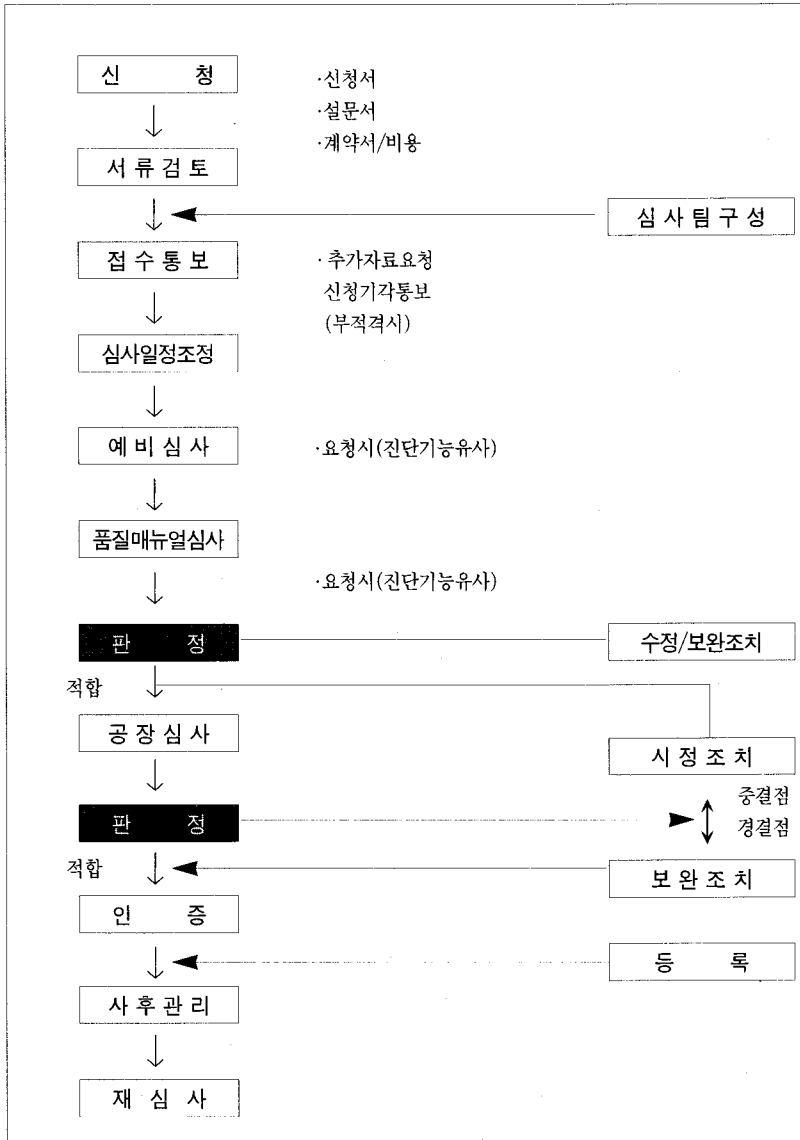 신 청
·신청서
·설문서
·계약서/비용
서 류 검 토
심 사 팀 구 성
접 수 통 보
· 추가자료요청
신청기각통보
(부적격시)
심사일정조정
예 비 심 사
·요청시(진단기능유사)
품질매뉴얼심사
·요청시(진단기능유사)
판 정
수정/보완조치
적합
공 장 심 사
시 정 조 치
중결점
판 정
경결점
적합
보 완 조 치
인 증
등 록
사 후 관 리
재 심 사